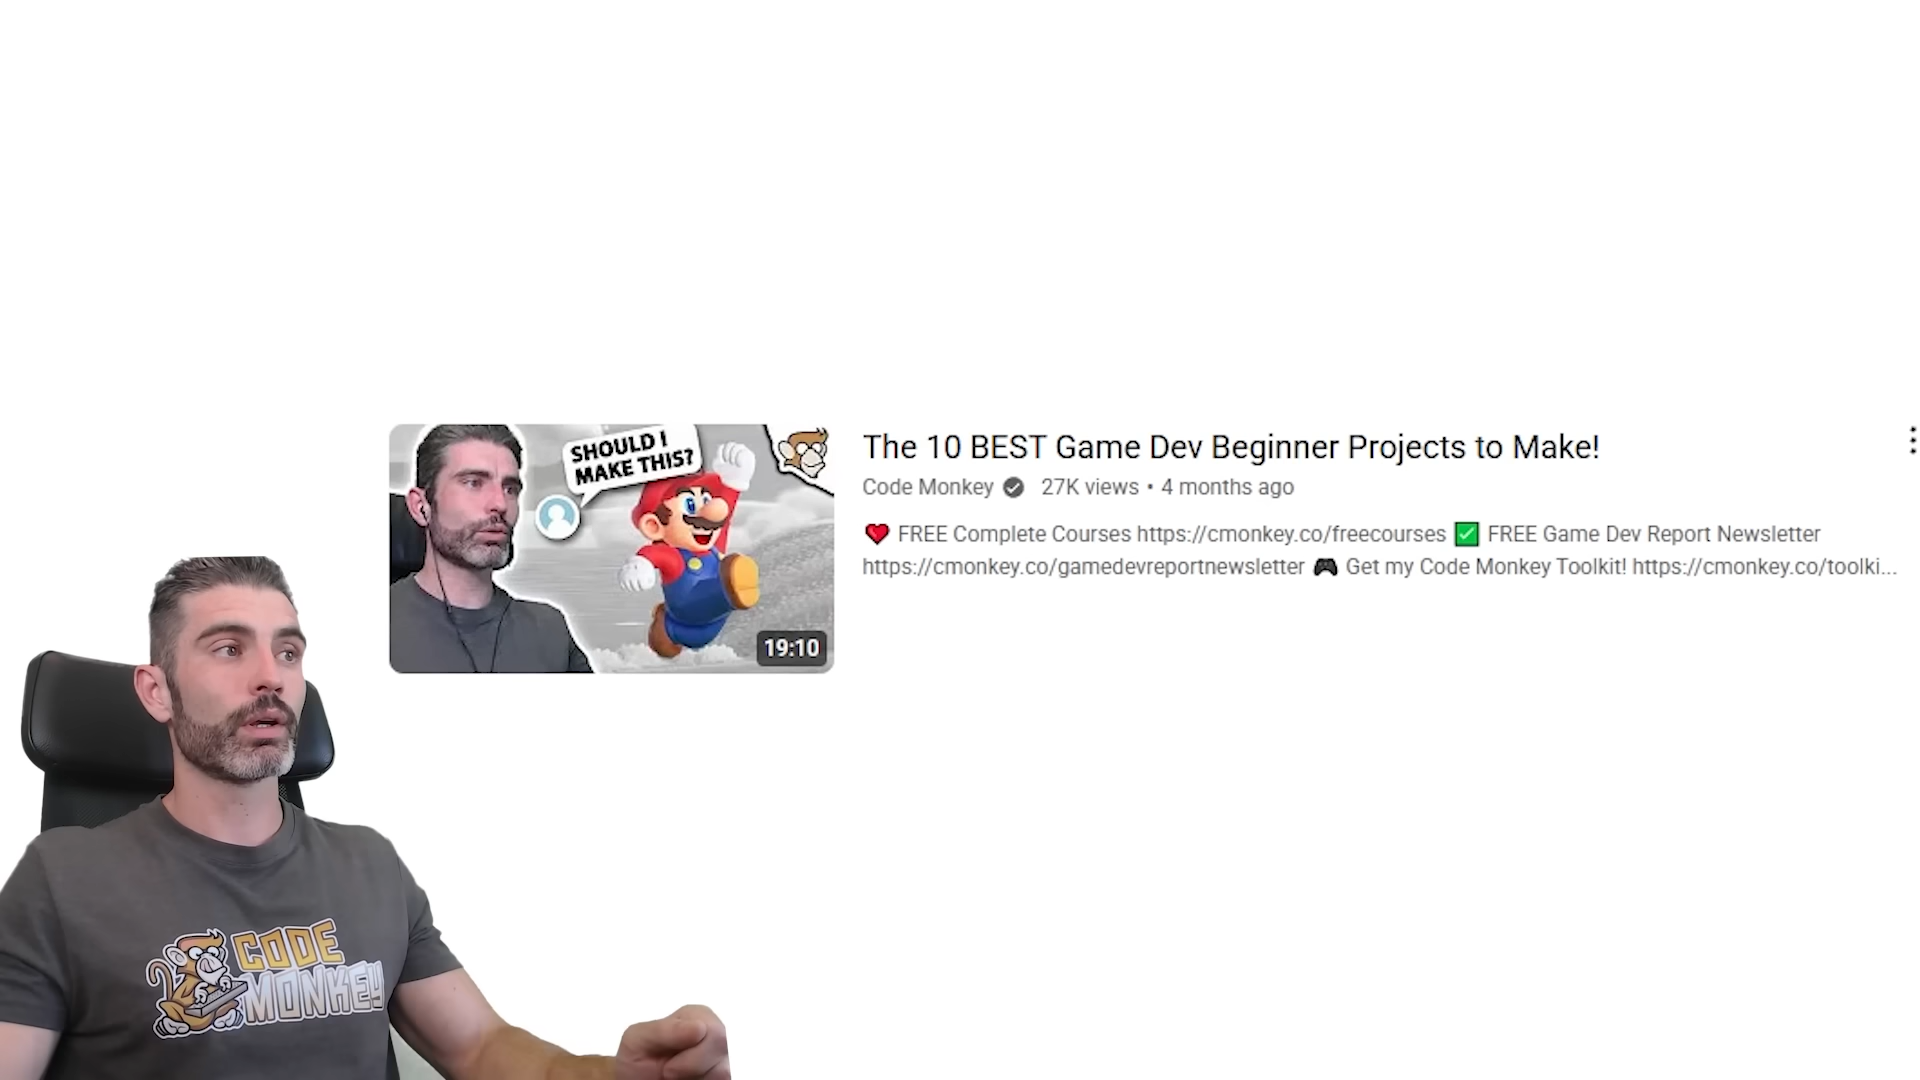 SHOULD I
MAKE THIS?
19:10
The 10 BEST Game Dev Beginner Projects to Make!
Code Monkey 27K views • 4 months ago
❤️ FREE Complete Courses https://cmonkey.co/freecourses ✅ FREE Game Dev Report Newsletter
https://cmonkey.co/gamedevreportnewsletter 🎮 Get my Code Monkey Toolkit! https://cmonkey.co/toolki...
CODE
MONKEY